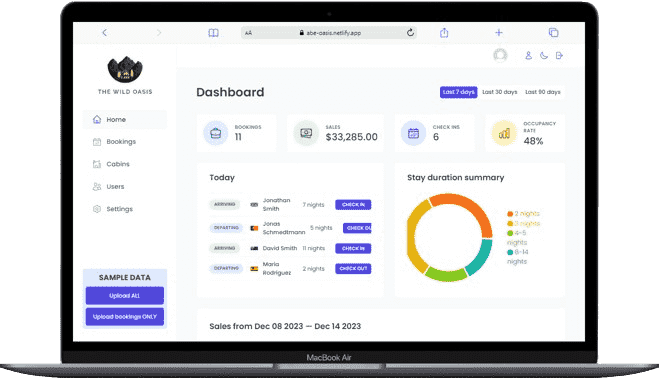 AA
abe-oasis.netlify.app
THE WILD OASIS
Home
Bookings
Cabins
Users
Settings
SAMPLE DATA
Upload ALL
Upload bookings ONLY
Dashboard
Last 7 days Last 30 days Last 90 days
BOOKINGS
11
SALES
$33,285.00
CHECK INS
6
OCCUPANCY
RATE
48%
Today
ARRIVING Jonathan
Smith 7 nights CHECK IN
DEPARTING Jonas
Schmedtmann 5 nights CHECK OU
ARRIVING David Smith 11 nights CHECK IN
DEPARTING Maria
Rodriguez 2 nights CHECK OUT
Stay duration summary
2 nights
3 nights
4-5
nights
8-14
nights
Sales from Dec 08 2023 — Dec 14 2023
MacBook Air